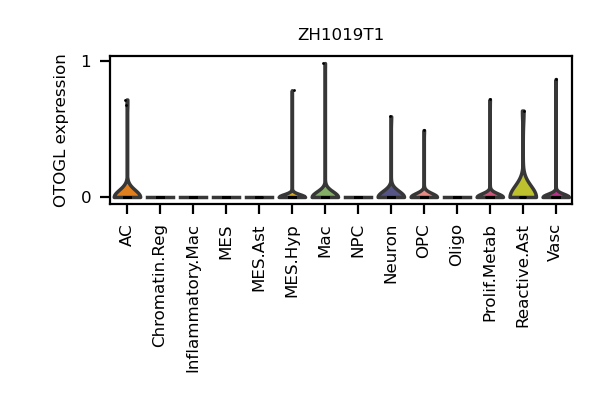 ZH1019T1
OTOGL expression
1
0
AC
Chromatin.Reg
Inflammatory.Mac
MES
MES.Ast
MES.Hyp
Mac
NPC
Neuron
OPC
Oligo
Prolif.Metab
Reactive.Ast
Vasc